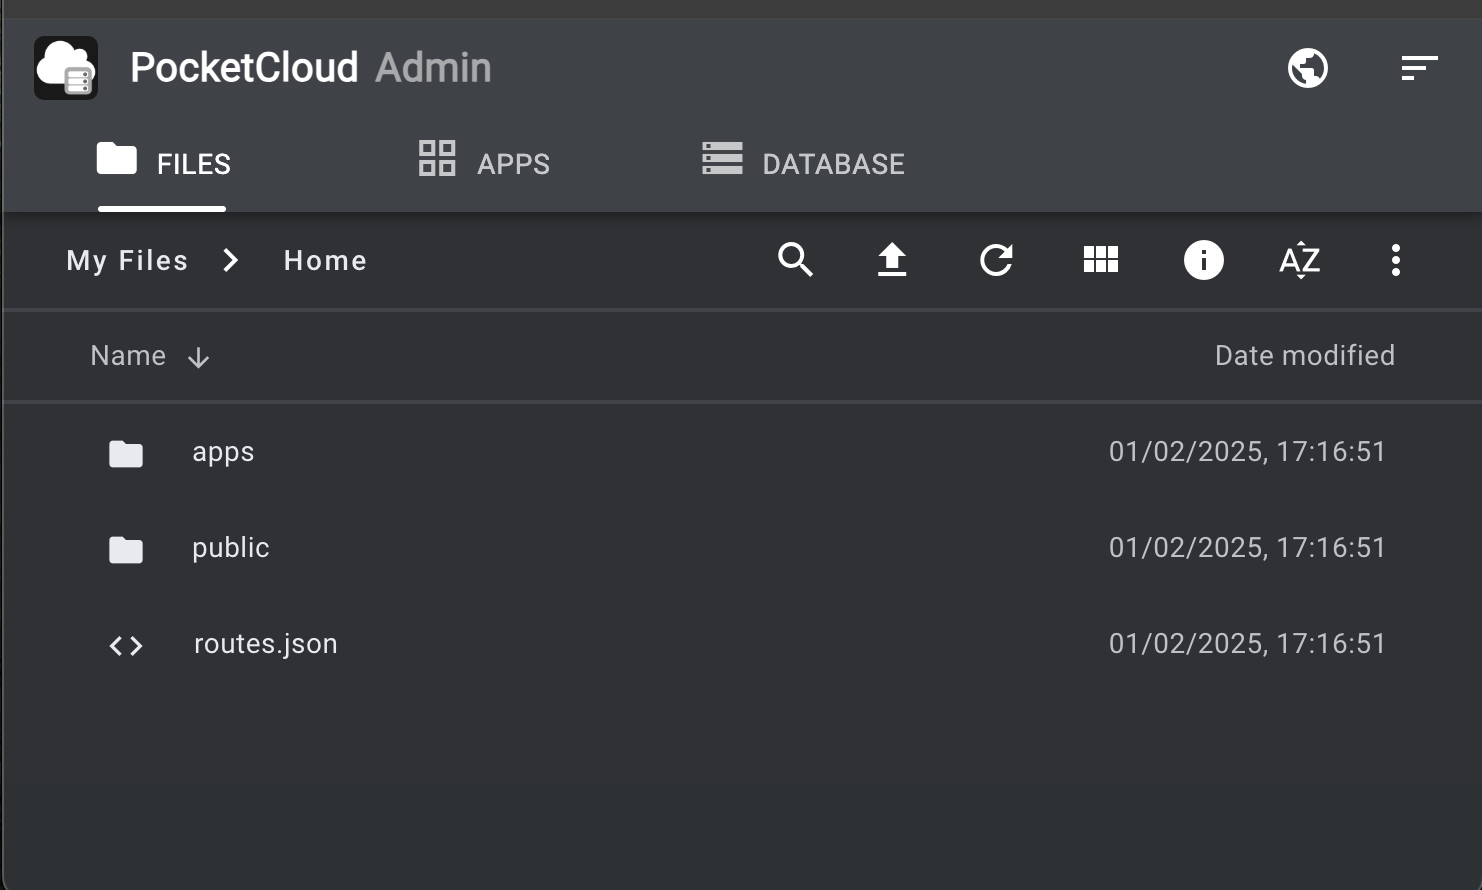 PocketCloud Admin
FILES APPS DATABASE
My Files Home AZ
Name Date modified
apps 01/02/2025, 17:16:51
public 01/02/2025, 17:16:51
routes.json 01/02/2025, 17:16:51